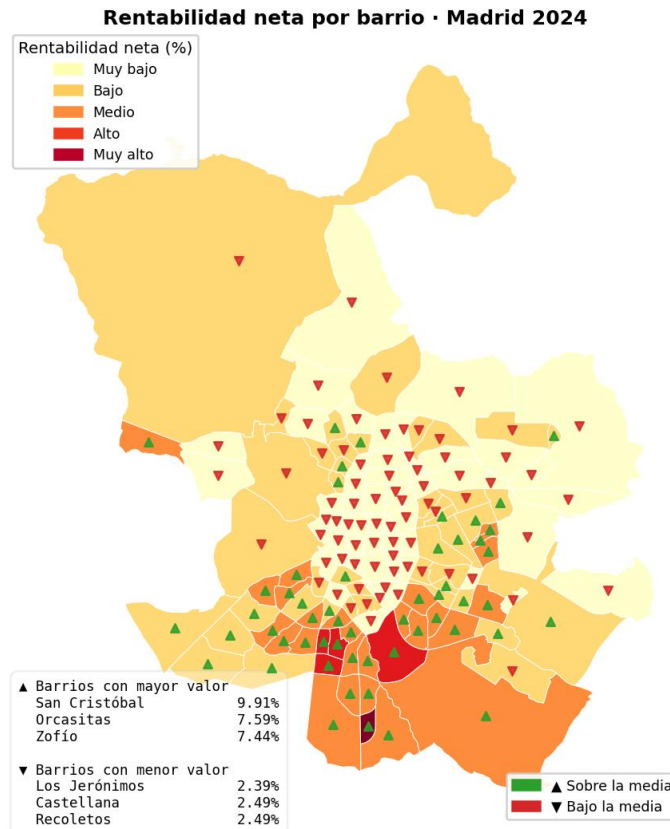 Rentabilidad neta por barrio · Madrid 2024
Rentabilidad neta (%)
Muy bajo
Bajo
Medio
Alto
Muy alto
▲ Barrios con mayor valor
San Cristóbal 9.91%
Orcasitas 7.59%
Zofío 7.44%
▼ Barrios con menor valor
Los Jerónimos 2.39%
Castellana 2.49%
Recoletos 2.49%
▲ Sobre la media
▼ Bajo la media